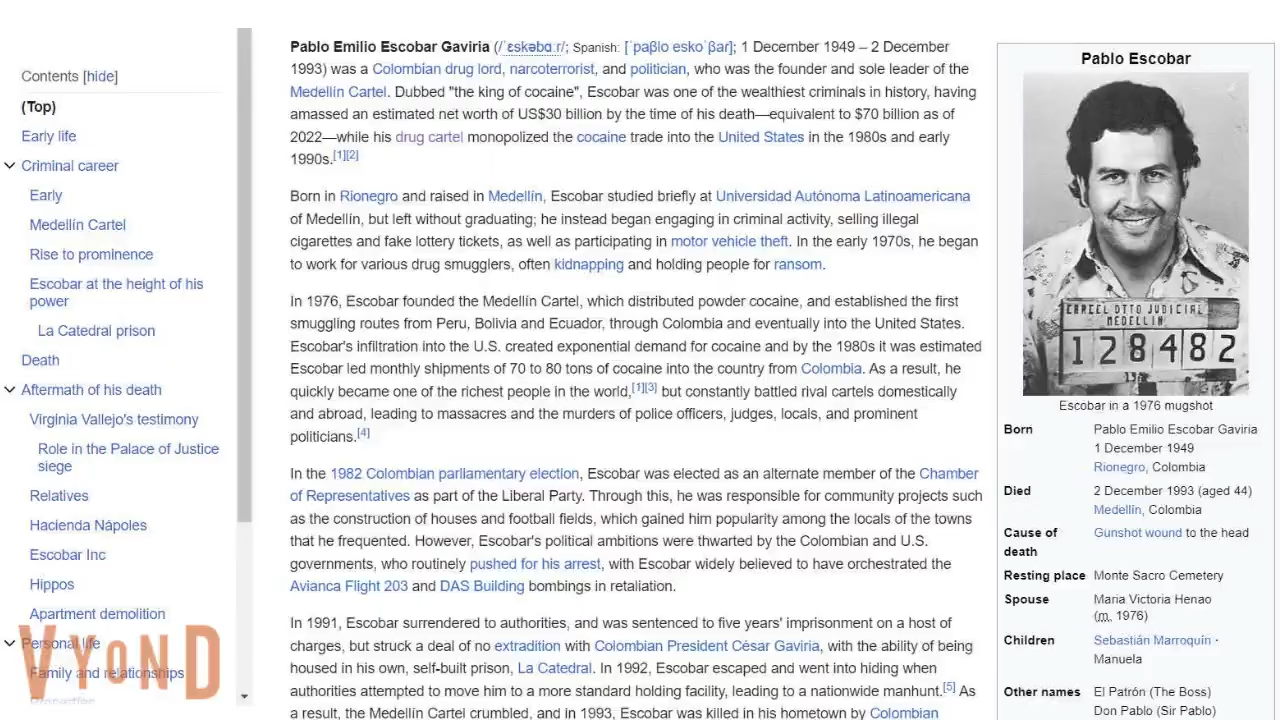 Contents [hide]
(Top)
Early life
Criminal career
Early
Medellín Cartel
Rise to prominence
Escobar at the height of his
power
La Catedral prison
Death
Aftermath of his death
Virginia Vallejo's testimony
Role in the Palace of Justice
siege
Relatives
Hacienda Nápoles
Escobar Inc
Hippos
Apartment demolition
Personal life
Family and relationships
VYOND
Pablo Emilio Escobar Gaviria (/ˈɛskəbɑːr/; Spanish: [ˈpaβlo eskoˈβaɾ]; 1 December 1949 – 2 December
1993) was a Colombian drug lord, narcoterrorist, and politician, who was the founder and sole leader of the
Medellín Cartel. Dubbed "the king of cocaine", Escobar was one of the wealthiest criminals in history, having
amassed an estimated net worth of US$30 billion by the time of his death—equivalent to $70 billion as of
2022—while his drug cartel monopolized the cocaine trade into the United States in the 1980s and early
1990s.[1][2]
Born in Rionegro and raised in Medellín, Escobar studied briefly at Universidad Autónoma Latinoamericana
of Medellín, but left without graduating; he instead began engaging in criminal activity, selling illegal
cigarettes and fake lottery tickets, as well as participating in motor vehicle theft. In the early 1970s, he began
to work for various drug smugglers, often kidnapping and holding people for ransom.
In 1976, Escobar founded the Medellín Cartel, which distributed powder cocaine, and established the first
smuggling routes from Peru, Bolivia and Ecuador, through Colombia and eventually into the United States.
Escobar's infiltration into the U.S. created exponential demand for cocaine and by the 1980s it was estimated
Escobar led monthly shipments of 70 to 80 tons of cocaine into the country from Colombia. As a result, he
quickly became one of the richest people in the world,[1][3] but constantly battled rival cartels domestically
and abroad, leading to massacres and the murders of police officers, judges, locals, and prominent
politicians.[4]
In the 1982 Colombian parliamentary election, Escobar was elected as an alternate member of the Chamber
of Representatives as part of the Liberal Party. Through this, he was responsible for community projects such
as the construction of houses and football fields, which gained him popularity among the locals of the towns
that he frequented. However, Escobar's political ambitions were thwarted by the Colombian and U.S.
governments, who routinely pushed for his arrest, with Escobar widely believed to have orchestrated the
Avianca Flight 203 and DAS Building bombings in retaliation.
In 1991, Escobar surrendered to authorities, and was sentenced to five years' imprisonment on a host of
charges, but struck a deal of no extradition with Colombian President César Gaviria, with the ability of being
housed in his own, self-built prison, La Catedral. In 1992, Escobar escaped and went into hiding when
authorities attempted to move him to a more standard holding facility, leading to a nationwide manhunt.[5] As
a result, the Medellín Cartel crumbled, and in 1993, Escobar was killed in his hometown by Colombian
Pablo Escobar
CARCEL DTTO JUDICIAL
MEDELLIN
128482
Escobar in a 1976 mugshot
Born Pablo Emilio Escobar Gaviria
1 December 1949
Rionegro, Colombia
Died 2 December 1993 (aged 44)
Medellín, Colombia
Cause of Gunshot wound to the head
death
Resting place Monte Sacro Cemetery
Spouse Maria Victoria Henao
(m. 1976)
Children Sebastián Marroquín ·
Manuela
Other names El Patrón (The Boss)
Don Pablo (Sir Pablo)